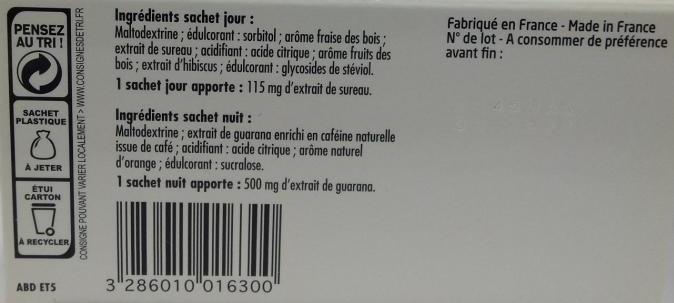 PENSEZ
AU TRI !
SACHET
PLASTIQUE
À JETER
ÉTUI
CARTON
À RECYCLER
CONSIGNE POUVANT VARIER LOCALEMENT > WWW.CONSIGNESDETRI.FR
ABD ET5
Ingrédients sachet jour :
Maltodextrine ; édulcorant : sorbitol ; arôme fraise des bois ;
extrait de sureau ; acidifiant : acide citrique ; arôme fruits des
bois ; extrait d'hibiscus ; édulcorant : glycosides de stéviol.
1 sachet jour apporte : 115 mg d'extrait de sureau.
Ingrédients sachet nuit :
Maltodextrine ; extrait de guarana enrichi en caféine naturelle
issue de café ; acidifiant : acide citrique ; arôme naturel
d'orange ; édulcorant : sucralose.
1 sachet nuit apporte : 500 mg d'extrait de guarana.
3 286010 016300
Fabriqué en France - Made in France
N° de lot - A consommer de préférence
avant fin :